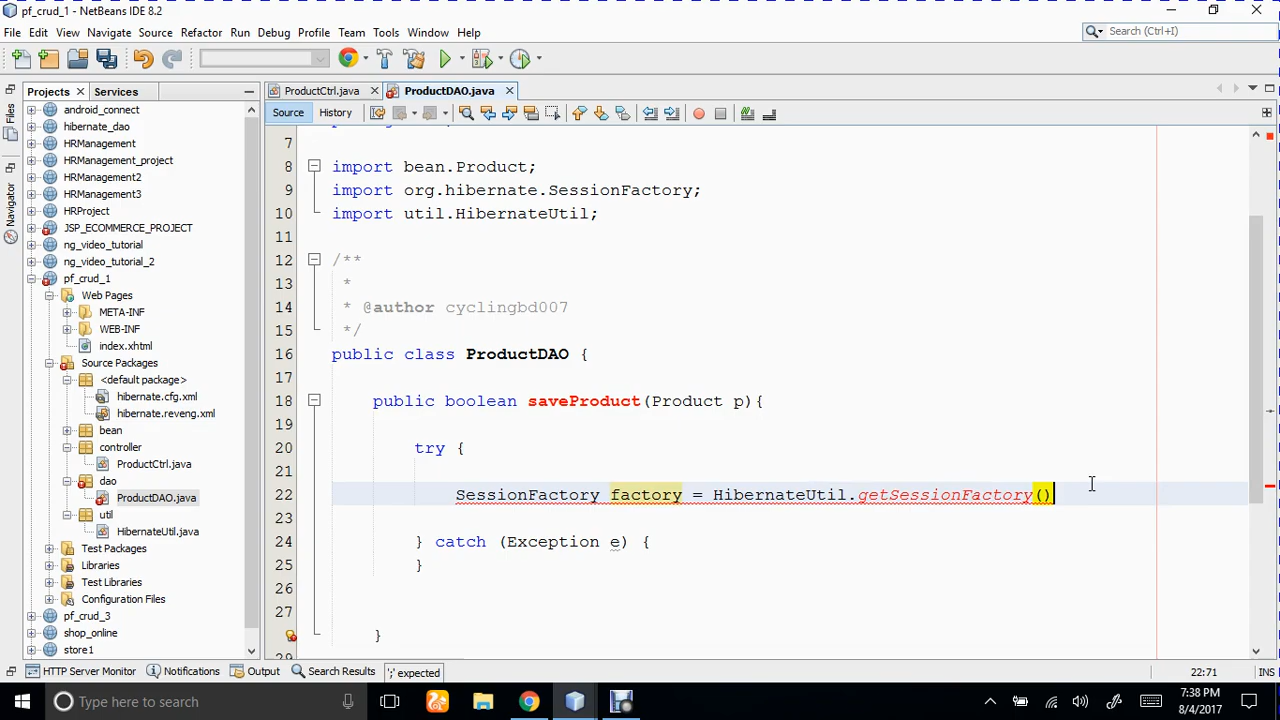 pf_crud_1 - NetBeans IDE 8.2
File Edit View Navigate Source Refactor Run Debug Profile Team Tools Window Help
Search (Ctrl+I)
Projects Services
ProductCtrl.java ProductDAO.java
Source History
Files
Navigator
android_connect
hibernate_dao
HRManagement
HRManagement_project
HRManagement2
HRManagement3
HRProject
JSP_ECOMMERCE_PROJECT
ng_video_tutorial
ng_video_tutorial_2
pf_crud_1
Web Pages
META-INF
WEB-INF
index.xhtml
Source Packages
<default package>
hibernate.cfg.xml
hibernate.reveng.xml
bean
controller
ProductCtrl.java
dao
ProductDAO.java
util
HibernateUtil.java
Test Packages
Libraries
Test Libraries
Configuration Files
pf_crud_3
shop_online
store1
7
8 import bean.Product;
9 import org.hibernate.SessionFactory;
10 import util.HibernateUtil;
11
12 /**
13 *
14 * @author cyclingbd007
15 */
16 public class ProductDAO {
17
18 public boolean saveProduct(Product p){
19
20 try {
21
22 SessionFactory factory = HibernateUtil.getSessionFactory()
23
24 } catch (Exception e) {
25 }
26
27
}
29
HTTP Server Monitor Notifications Output Search Results ';' expected
22:71 INS
Type here to search
7:38 PM
8/4/2017